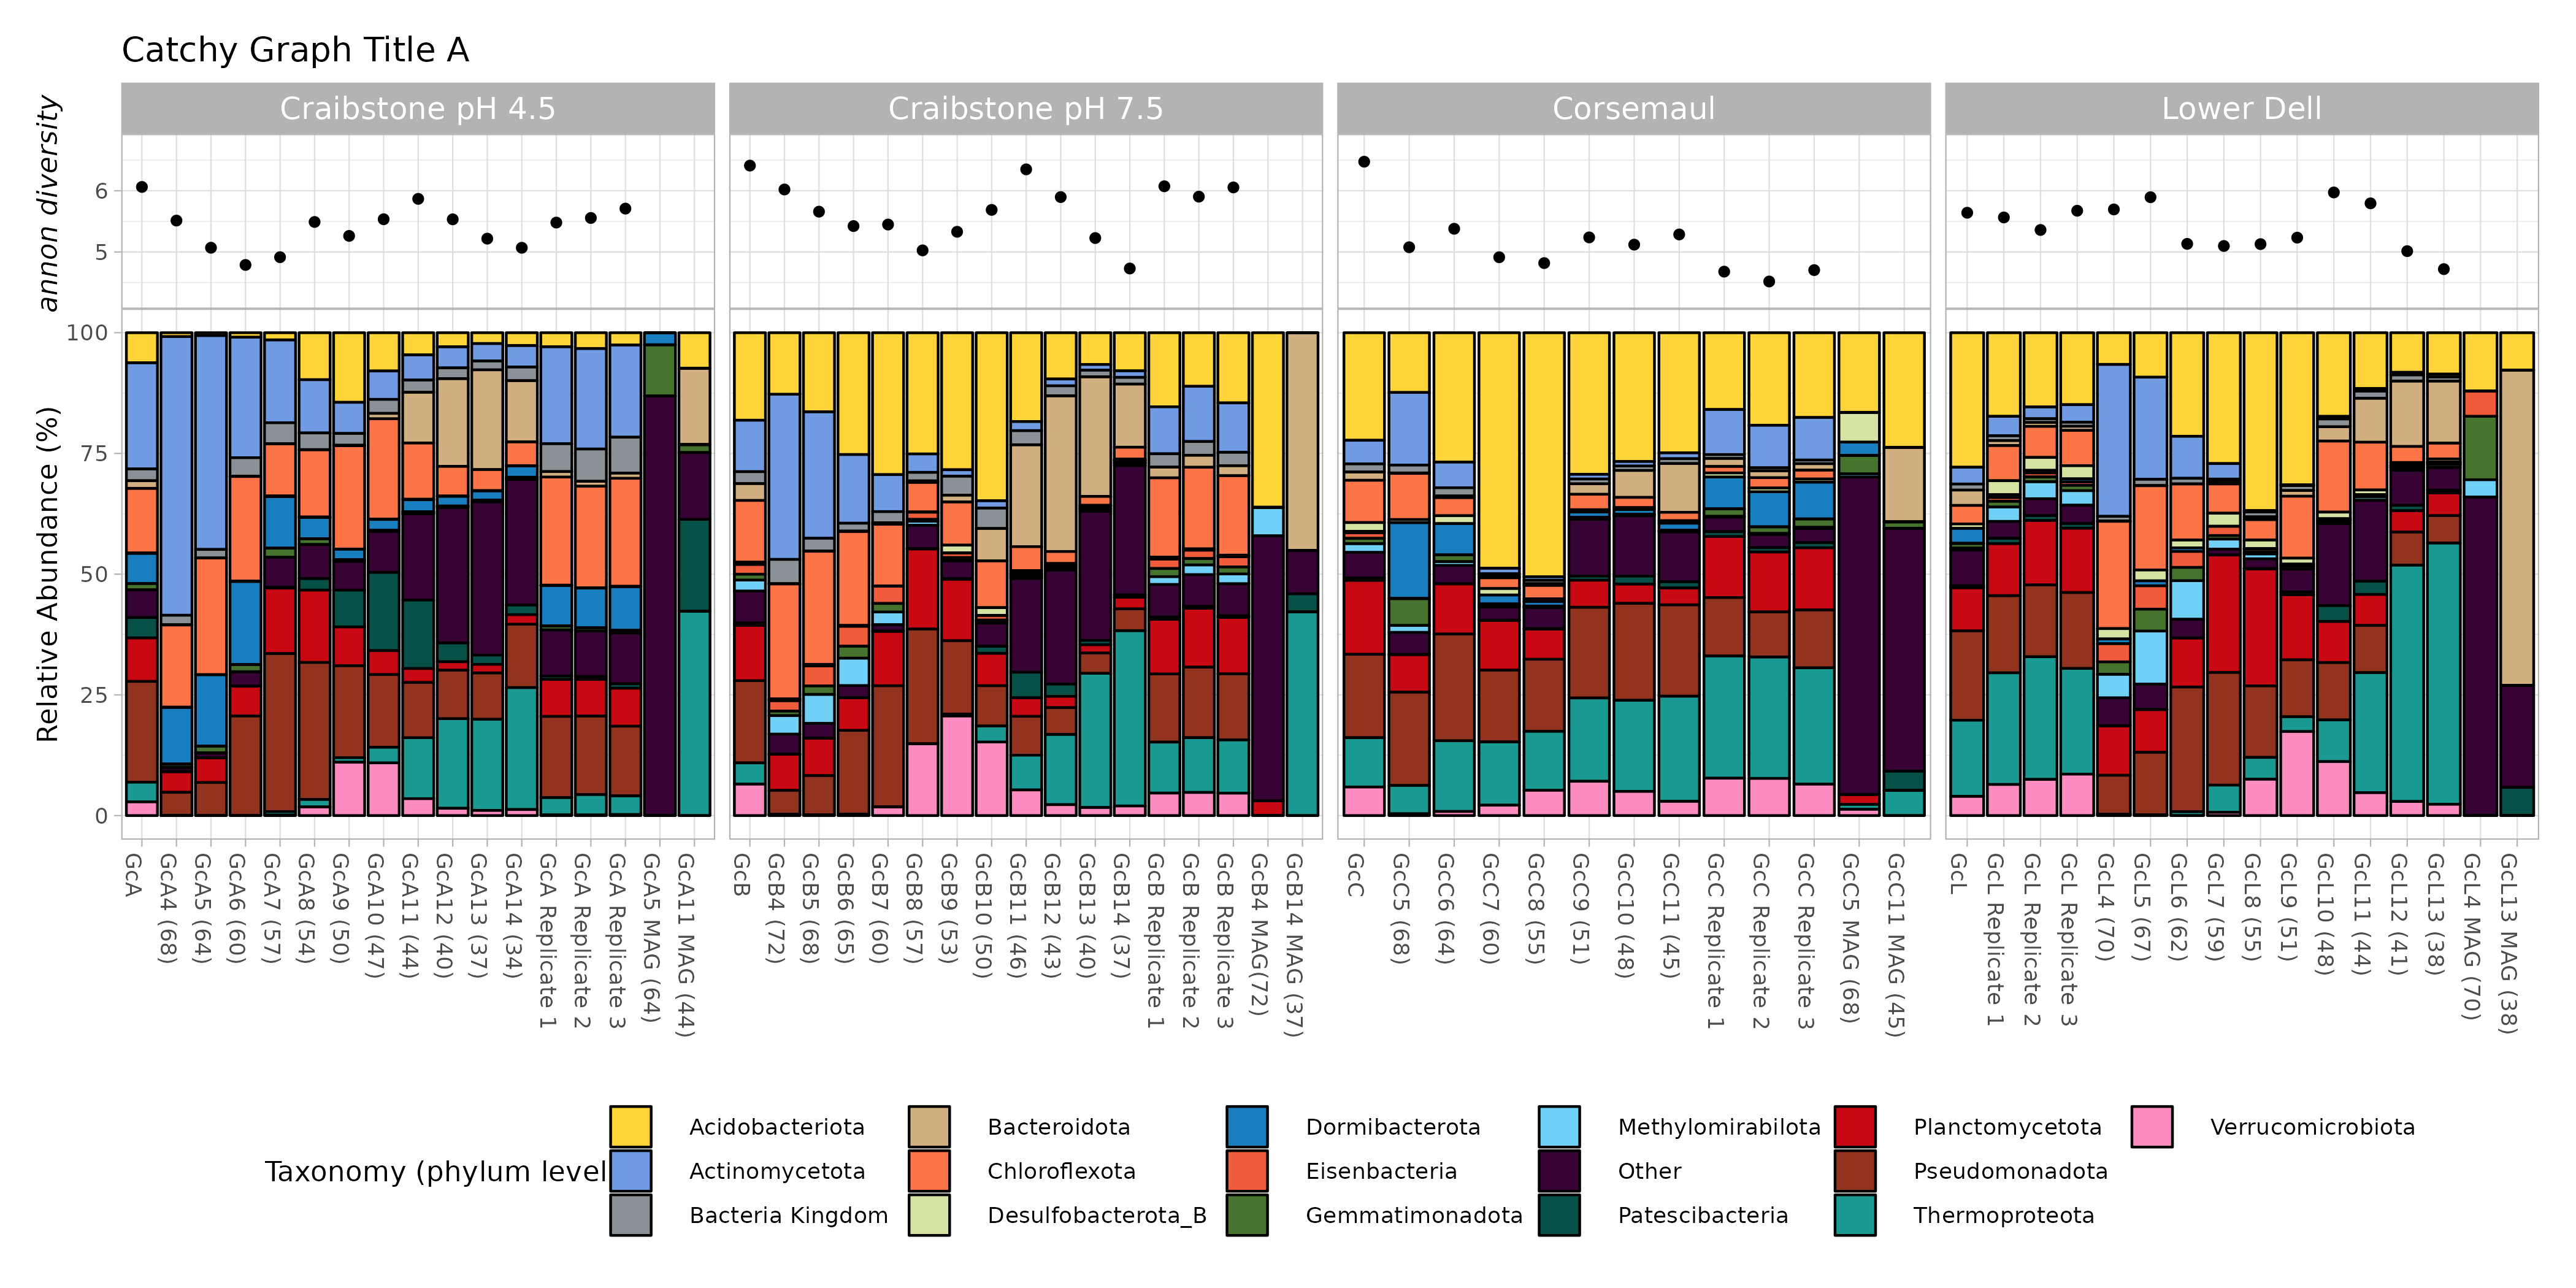 Catchy Graph Title A
Craibstone pH 4.5
Craibstone pH 7.5
Corsemaul
Lower Dell
annon diversity
6
5
Relative Abundance (%)
100
75
50
25
0
GcA
GcA4 (68)
GcA5 (64)
GcA6 (60)
GcA7 (57)
GcA8 (54)
GcA9 (50)
GcA10 (47)
GcA11 (44)
GcA12 (40)
GcA13 (37)
GcA14 (34)
GcA Replicate 1
GcA Replicate 2
GcA Replicate 3
GcA5 MAG (64)
GcA11 MAG (44)
GcB
GcB4 (72)
GcB5 (68)
GcB6 (65)
GcB7 (60)
GcB8 (57)
GcB9 (53)
GcB10 (50)
GcB11 (46)
GcB12 (43)
GcB13 (40)
GcB14 (37)
GcB Replicate 1
GcB Replicate 2
GcB Replicate 3
GcB4 MAG(72)
GcB14 MAG (37)
GcC
GcC5 (68)
GcC6 (64)
GcC7 (60)
GcC8 (55)
GcC9 (51)
GcC10 (48)
GcC11 (45)
GcC Replicate 1
GcC Replicate 2
GcC Replicate 3
GcC5 MAG (68)
GcC11 MAG (45)
GcL
GcL Replicate 1
GcL Replicate 2
GcL Replicate 3
GcL4 (70)
GcL5 (67)
GcL6 (62)
GcL7 (59)
GcL8 (55)
GcL9 (51)
GcL10 (48)
GcL11 (44)
GcL12 (41)
GcL13 (38)
GcL4 MAG (70)
GcL13 MAG (38)
Taxonomy (phylum level
Acidobacteriota
Actinomycetota
Bacteria Kingdom
Bacteroidota
Chloroflexota
Desulfobacterota_B
Dormibacterota
Eisenbacteria
Gemmatimonadota
Methylomirabilota
Other
Patescibacteria
Planctomycetota
Pseudomonadota
Thermoproteota
Verrucomicrobiota